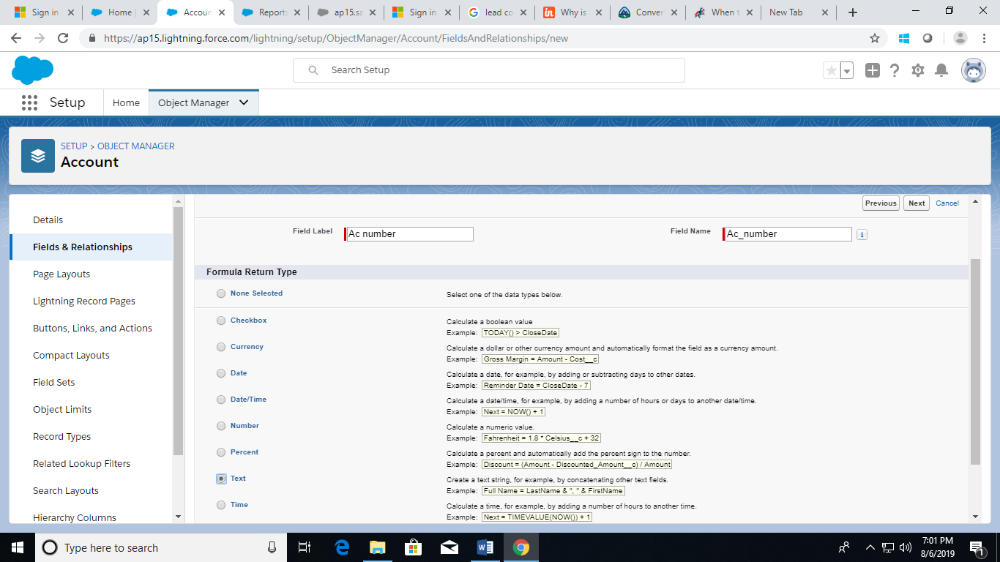 Sign in
Home |
Accoun
Reports
ap15.sa
Sign in
lead co
in
Why is
Conver
When t
New Tab
https://ap15.lightning.force.com/lightning/setup/ObjectManager/Account/FieldsAndRelationships/new
Search Setup
Setup
Home
Object Manager
SETUP > OBJECT MANAGER
Account
Details
Fields & Relationships
Page Layouts
Lightning Record Pages
Buttons, Links, and Actions
Compact Layouts
Field Sets
Object Limits
Record Types
Related Lookup Filters
Search Layouts
Hierarchy Columns
Previous Next Cancel
Field Label Ac number Field Name Ac_number i
Formula Return Type
None Selected Select one of the data types below.
Checkbox Calculate a boolean value
Example: TODAY() > CloseDate
Currency Calculate a dollar or other currency amount and automatically format the field as a currency amount.
Example: Gross Margin = Amount - Cost__c
Date Calculate a date, for example, by adding or subtracting days to other dates.
Example: Reminder Date = CloseDate - 7
Date/Time Calculate a date/time, for example, by adding a number of hours or days to another date/time.
Example: Next = NOW() + 1
Number Calculate a numeric value.
Example: Fahrenheit = 1.8 * Celsius__c + 32
Percent Calculate a percent and automatically add the percent sign to the number.
Example: Discount = (Amount - Discounted_Amount__c) / Amount
Text Create a text string, for example, by concatenating other text fields.
Example: Full Name = LastName & ", " & FirstName
Time Calculate a time, for example, by adding a number of hours to another time.
Example: Next = TIMEVALUE(NOW()) + 1
Type here to search
7:01 PM
8/6/2019
1